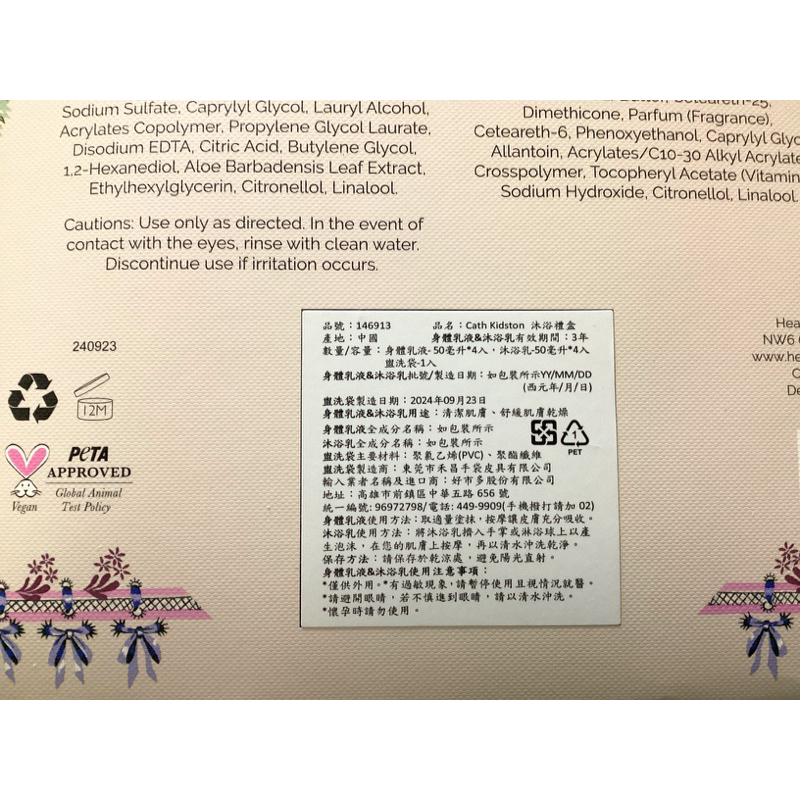 Sodium Sulfate, Caprylyl Glycol, Lauryl Alcohol,
Acrylates Copolymer, Propylene Glycol Laurate,
Disodium EDTA, Citric Acid, Butylene Glycol,
1,2-Hexanediol, Aloe Barbadensis Leaf Extract,
Ethylhexylglycerin, Citronellol, Linalool.
Cautions: Use only as directed. In the event of
contact with the eyes, rinse with clean water.
Discontinue use if irritation occurs.
Dimethicone, Parfum (Fragrance),
Ceteareth-6, Phenoxyethanol, Caprylyl Glyco
Allantoin, Acrylates/C10-30 Alkyl Acrylate
Crosspolymer, Tocopheryl Acetate (Vitamin
Sodium Hydroxide, Citronellol, Linalool.
240923
12M
PeTA
APPROVED
Global Animal
Test Policy
Vegan
品號：146913 品名：Cath Kidston 沐浴禮盒
產地：中國 身體乳液&沐浴乳有效期間：3年
數量/容量：身體乳液-50毫升*4入，沐浴乳-50毫升*4入
盥洗袋-1入
身體乳液&沐浴乳批號/製造日期：如包裝所示YY/MM/DD
(西元年/月/日)
盥洗袋製造日期：2024年09月23日
身體乳液&沐浴乳用途：清潔肌膚、舒緩肌膚乾燥
身體乳液全成分名稱：如包裝所示
沐浴乳全成分名稱：如包裝所示
盥洗袋主要材料：聚氯乙烯(PVC)、聚酯纖維
盥洗袋製造商：東莞市禾昌手袋皮具有限公司
輸入業者名稱及進口商：好市多股份有限公司
地址：高雄市前鎮區中華五路 656 號
統一編號: 96972798/電話: 449-9909(手機撥打請加 02)
身體乳液使用方法：取適量塗抹，按摩讓皮膚充分吸收。
沐浴乳使用方法：將沐浴乳擠入手掌或淋浴球上以產
生泡沫，在您的肌膚上按摩，再以清水沖洗乾淨。
保存方法：請保存於乾涼處，避免陽光直射。
身體乳液&沐浴乳使用注意事項：
*僅供外用。*有過敏現象，請暫停使用且視情況就醫。
*請避開眼睛，若不慎進到眼睛，請以清水沖洗。
*懷孕時請勿使用。
1
PET
Hea
NW6
www.he
C
De